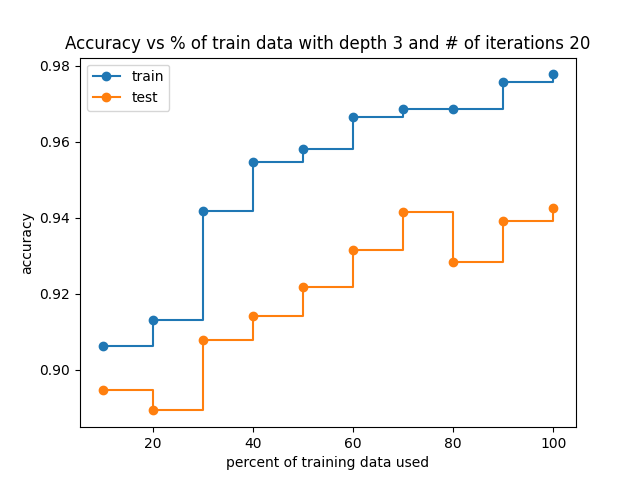 Accuracy vs % of train data with depth 3 and # of iterations 20
train
test
0.98
0.96
0.94
0.92
0.90
accuracy
20
40
60
80
100
percent of training data used